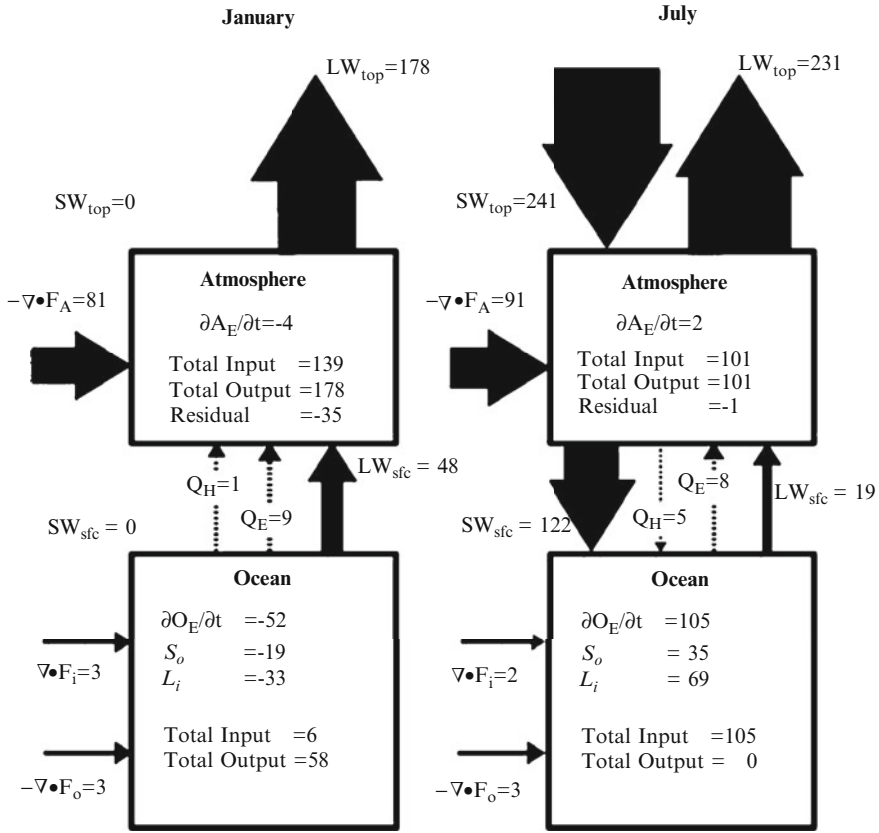 January
LW_top=178
SW_top=0
−∇•F_A=81
Atmosphere
∂A_E/∂t=-4
Total Input =139
Total Output =178
Residual =-35
Q_H=1
Q_E=9
LW_sfc = 48
SW_sfc = 0
Ocean
∂O_E/∂t =-52
S_o =-19
L_i =-33
∇•F_i=3
Total Input =6
Total Output =58
−∇•F_o=3
July
LW_top=231
SW_top=241
−∇•F_A=91
Atmosphere
∂A_E/∂t=2
Total Input =101
Total Output =101
Residual =-1
Q_E=8
LW_sfc = 19
SW_sfc = 122
Q_H=5
Ocean
∂O_E/∂t =105
S_o = 35
L_i = 69
∇•F_i=2
Total Input =105
Total Output = 0
−∇•F_o=3